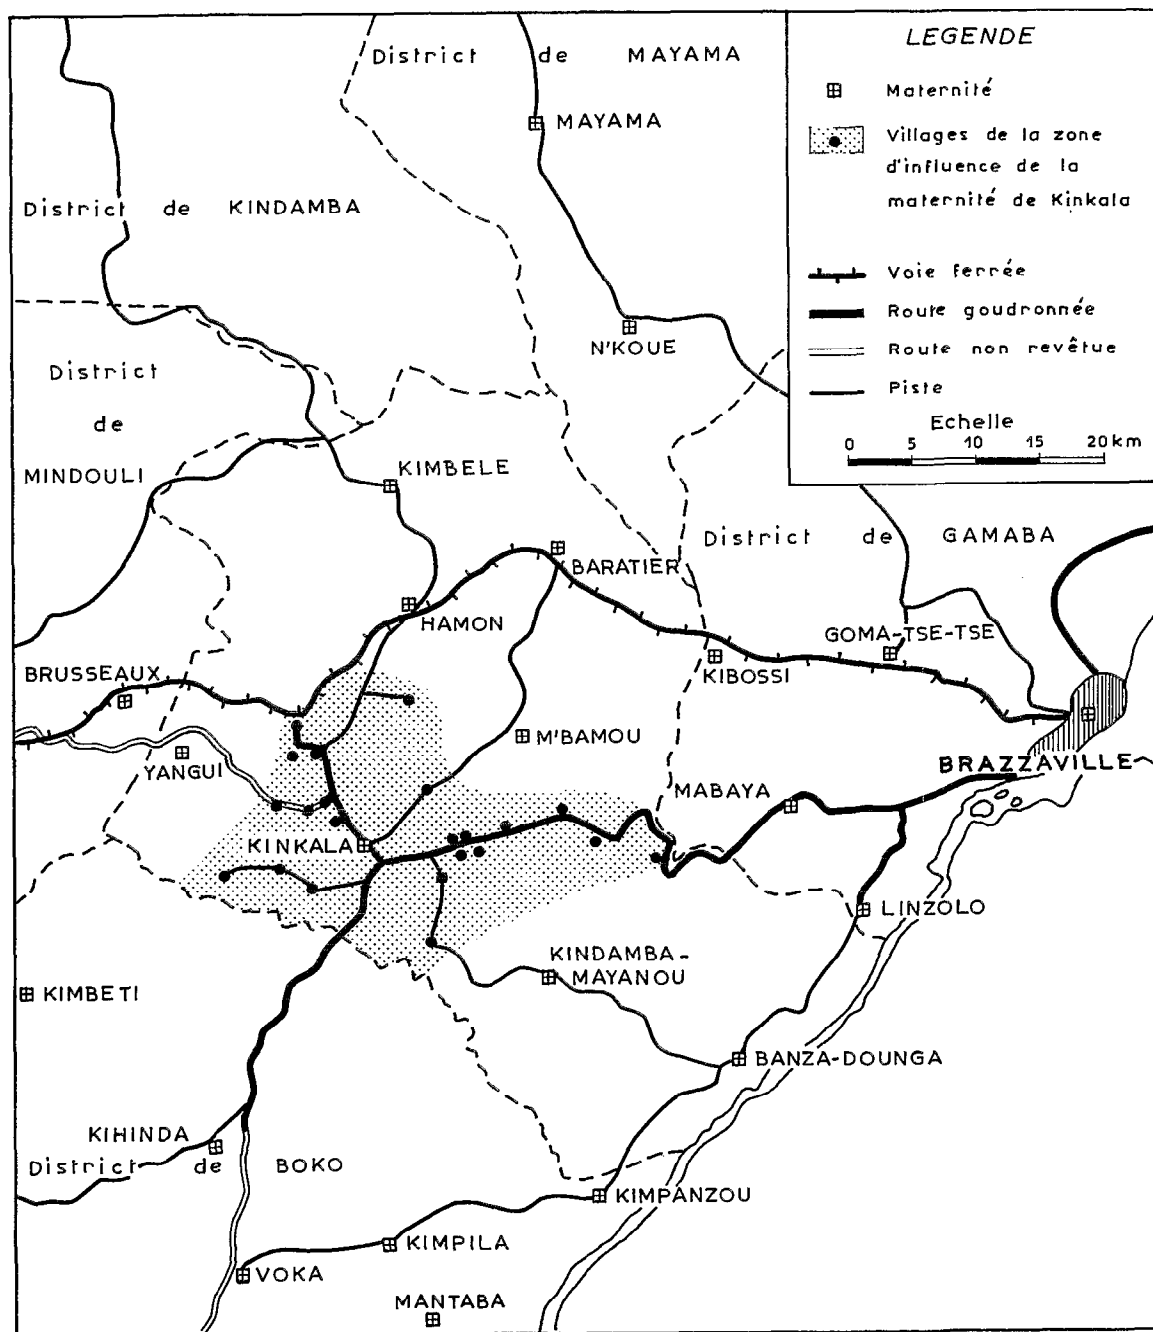 LEGENDE
Maternité
Villages de la zone
d'influence de la
maternité de Kinkala
Voie ferrée
Route goudronnée
Route non revêtue
Piste
Echelle
0 5 10 15 20 km
District de MAYAMA
MAYAMA
District de KINDAMBA
N'KOUE
District
de
MINDOULI
KIMBELE
District de GAMABA
BARATIER
HAMON
GOMA-TSE-TSE
KIBOSSI
BRUSSEAUX
M'BAMOU
YANGUI
BRAZZAVILLE
MABAYA
KINKALA
LINZOLO
KINDAMBA-
MAYANOU
KIMBETI
BANZA-DOUNGA
KIHINDA
District de BOKO
KIMPANZOU
KIMPILA
VOKA
MANTABA